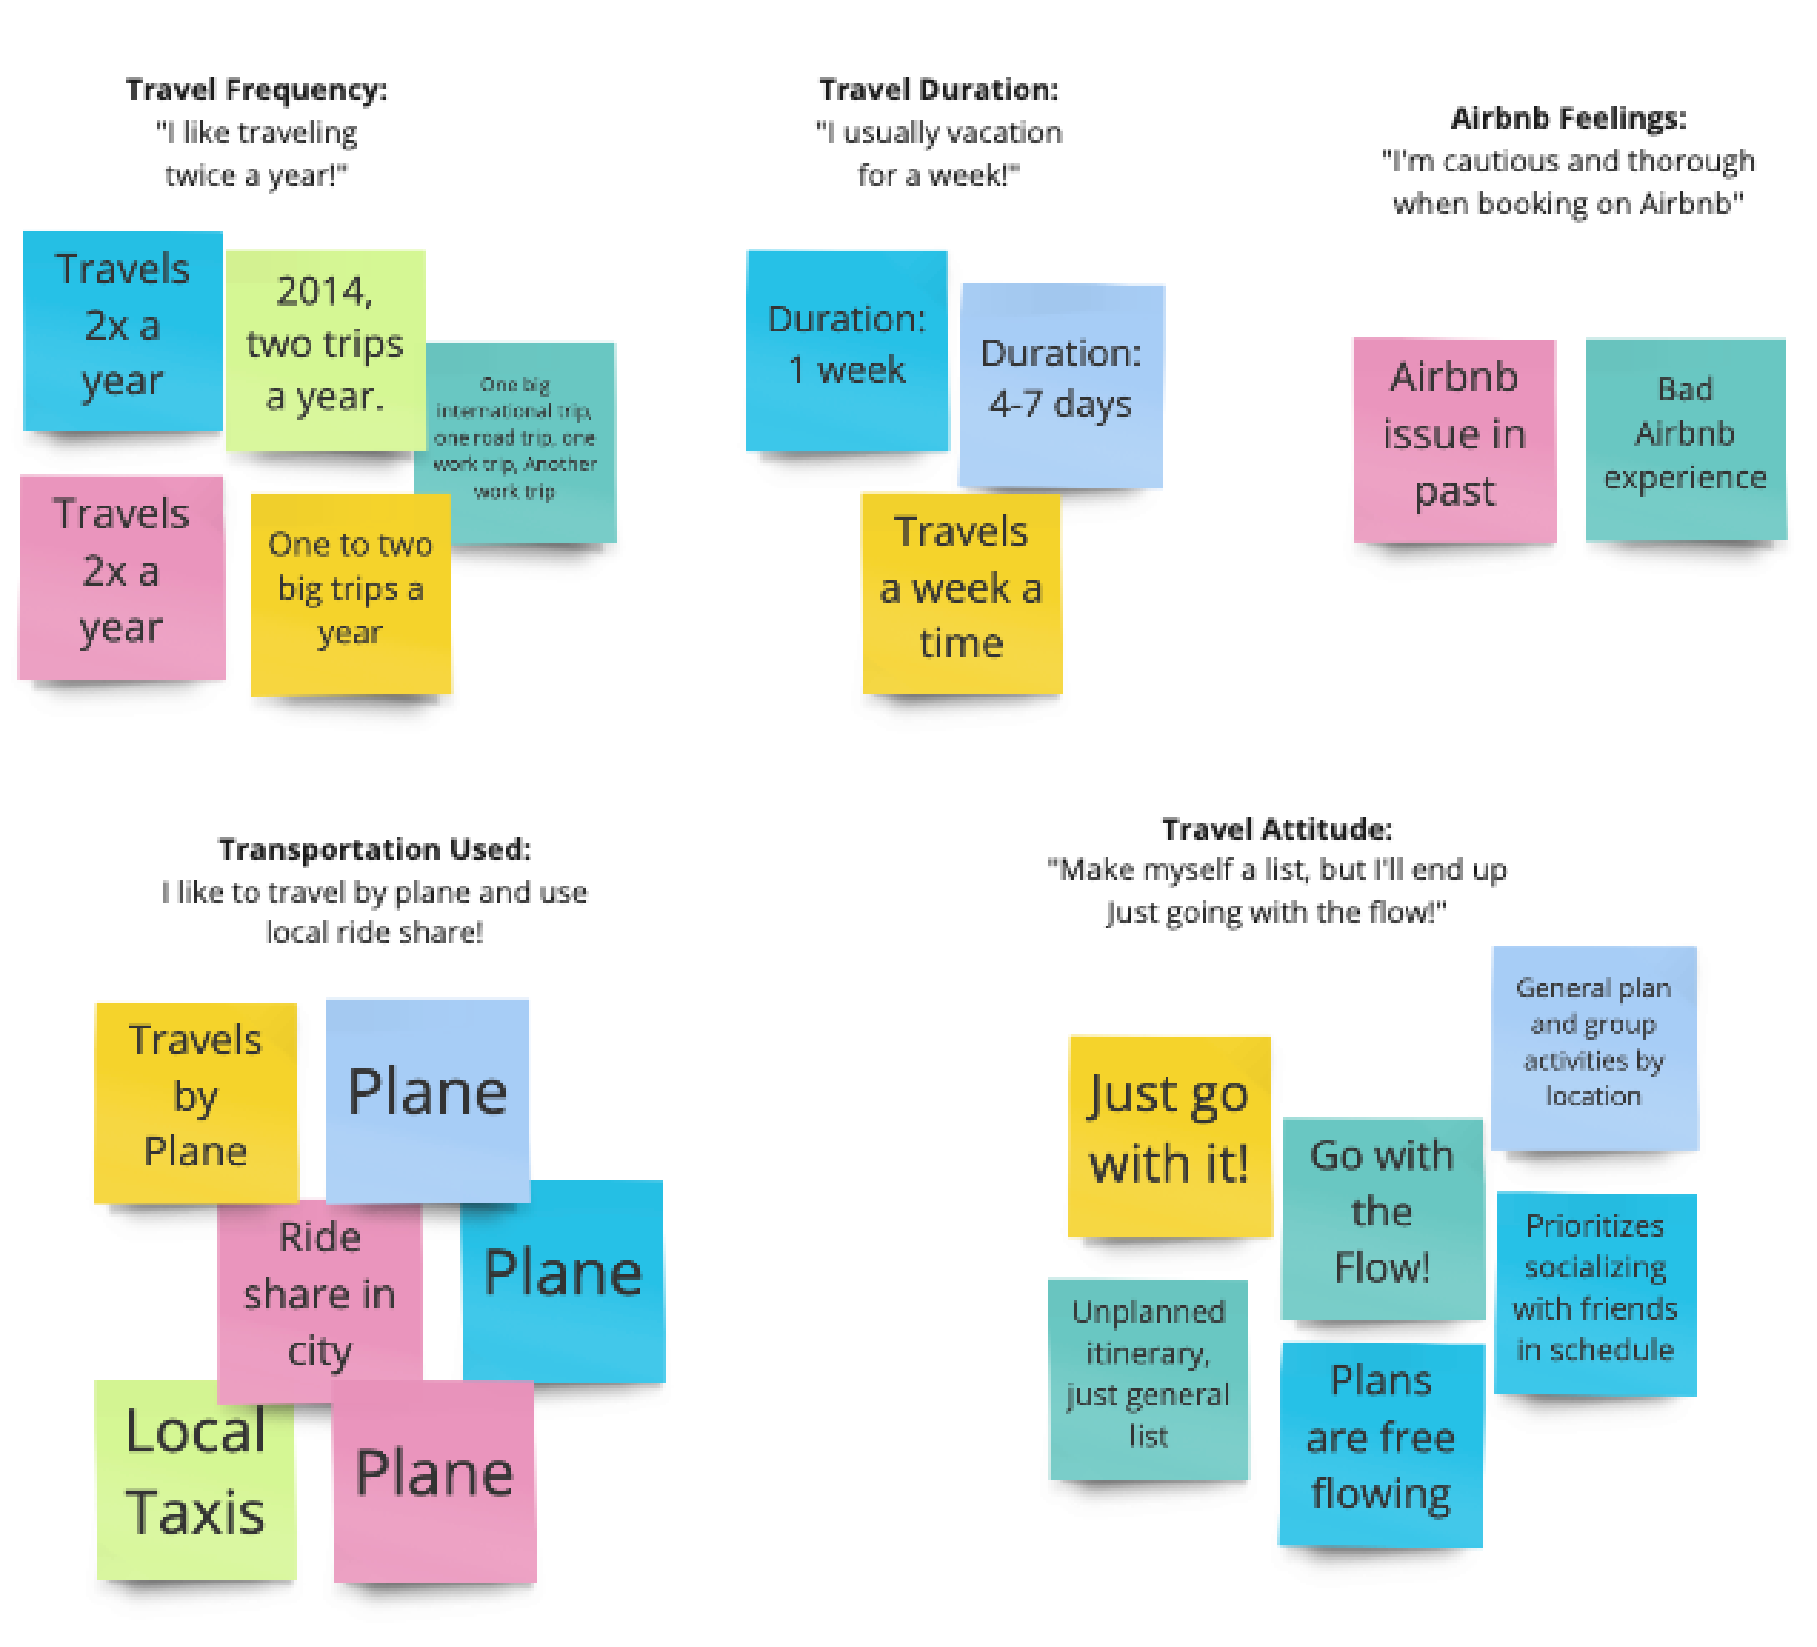 Travel Frequency:
"I like traveling
twice a year!"
Travels
2x a
year
2014,
two trips
a year.
One big
international trip,
one road trip, one
work trip, Another
work trip
Travels
2x a
year
One to two
big trips a
year
Travel Duration:
"I usually vacation
for a week!"
Duration:
1 week
Duration:
4-7 days
Travels
a week a
time
Airbnb Feelings:
"I'm cautious and thorough
when booking on Airbnb"
Airbnb
issue in
past
Bad
Airbnb
experience
Transportation Used:
I like to travel by plane and use
local ride share!
Travels
by
Plane
Plane
Ride
share in
city
Plane
Local
Taxis
Plane
Travel Attitude:
"Make myself a list, but I'll end up
Just going with the flow!"
General plan
and group
activities by
location
Just go
with it!
Go with
the
Flow!
Prioritizes
socializing
with friends
in schedule
Unplanned
itinerary,
just general
list
Plans
are free
flowing